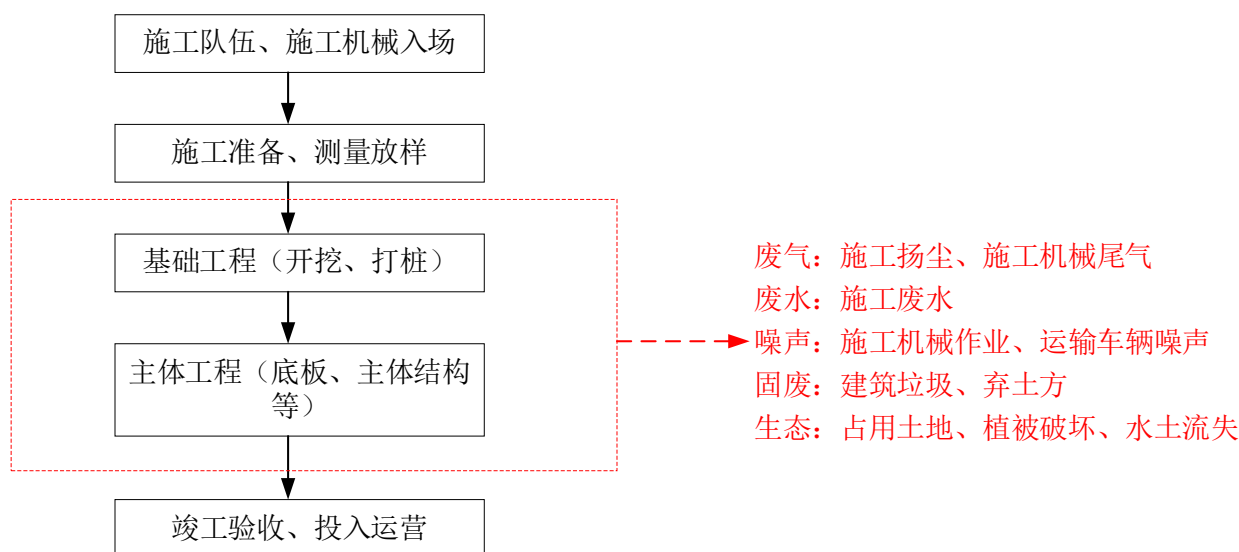 施工队伍、施工机械入场
施工准备、测量放样
基础工程（开挖、打桩）
主体工程（底板、主体结构
等）
竣工验收、投入运营
废气：施工扬尘、施工机械尾气
废水：施工废水
噪声：施工机械作业、运输车辆噪声
固废：建筑垃圾、弃土方
生态：占用土地、植被破坏、水土流失